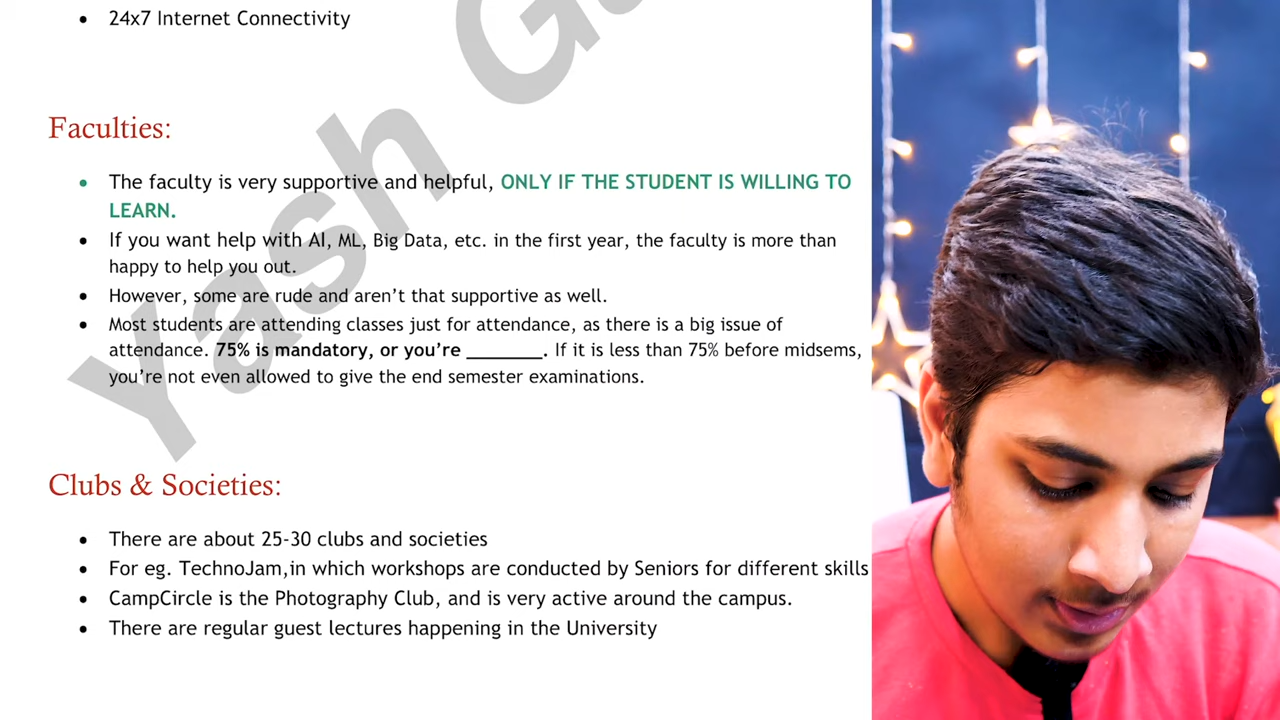 24x7 Internet Connectivity
Faculties:
The faculty is very supportive and helpful, ONLY IF THE STUDENT IS WILLING TO
LEARN.
If you want help with AI, ML, Big Data, etc. in the first year, the faculty is more than
happy to help you out.
However, some are rude and aren’t that supportive as well.
Most students are attending classes just for attendance, as there is a big issue of
attendance. 75% is mandatory, or you’re _______. If it is less than 75% before midsems,
you’re not even allowed to give the end semester examinations.
Clubs & Societies:
There are about 25-30 clubs and societies
For eg. TechnoJam,in which workshops are conducted by Seniors for different skills
CampCircle is the Photography Club, and is very active around the campus.
There are regular guest lectures happening in the University
Yash